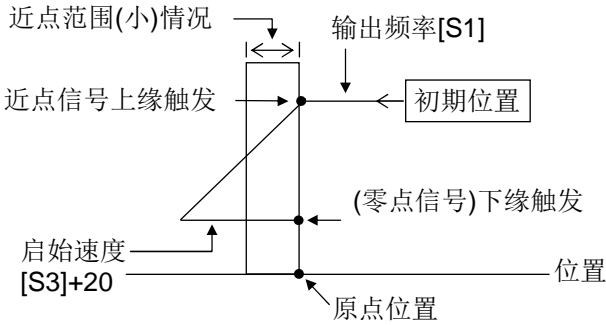 近点范围(小)情况
输出频率[S1]
近点信号上缘触发
初期位置
(零点信号)下缘触发
启始速度
[S3]+20
位置
原点位置